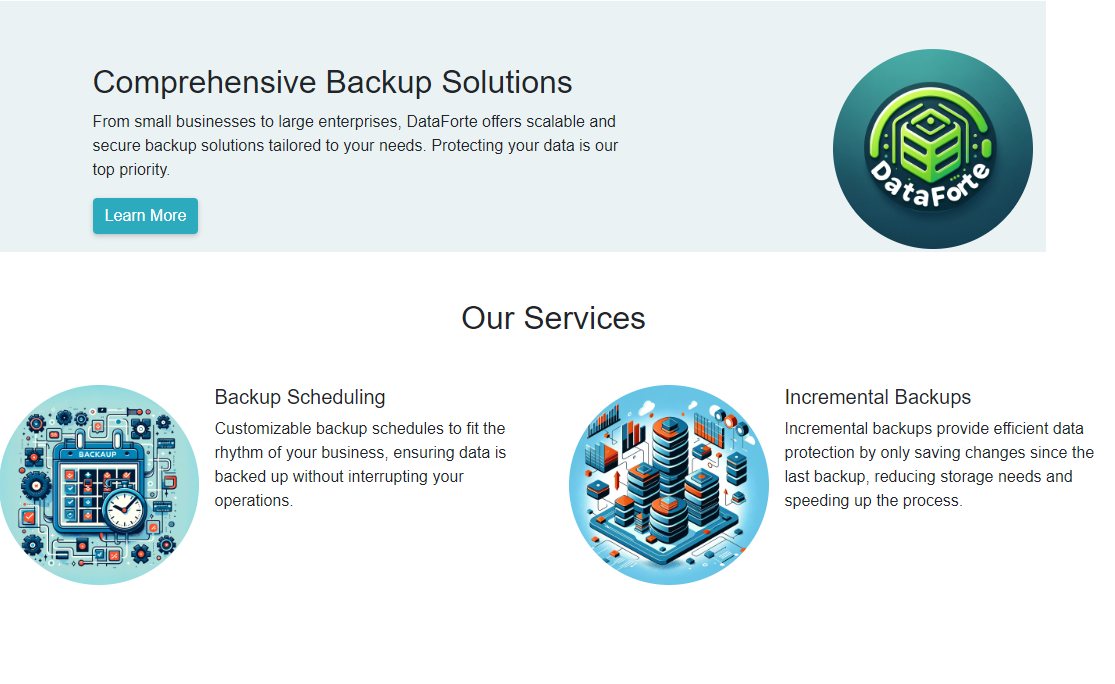 Comprehensive Backup Solutions
From small businesses to large enterprises, DataForte offers scalable and
secure backup solutions tailored to your needs. Protecting your data is our
top priority.
Learn More
DataForte
Our Services
BACKAUP
Backup Scheduling
Customizable backup schedules to fit the
rhythm of your business, ensuring data is
backed up without interrupting your
operations.
Incremental Backups
Incremental backups provide efficient data
protection by only saving changes since the
last backup, reducing storage needs and
speeding up the process.